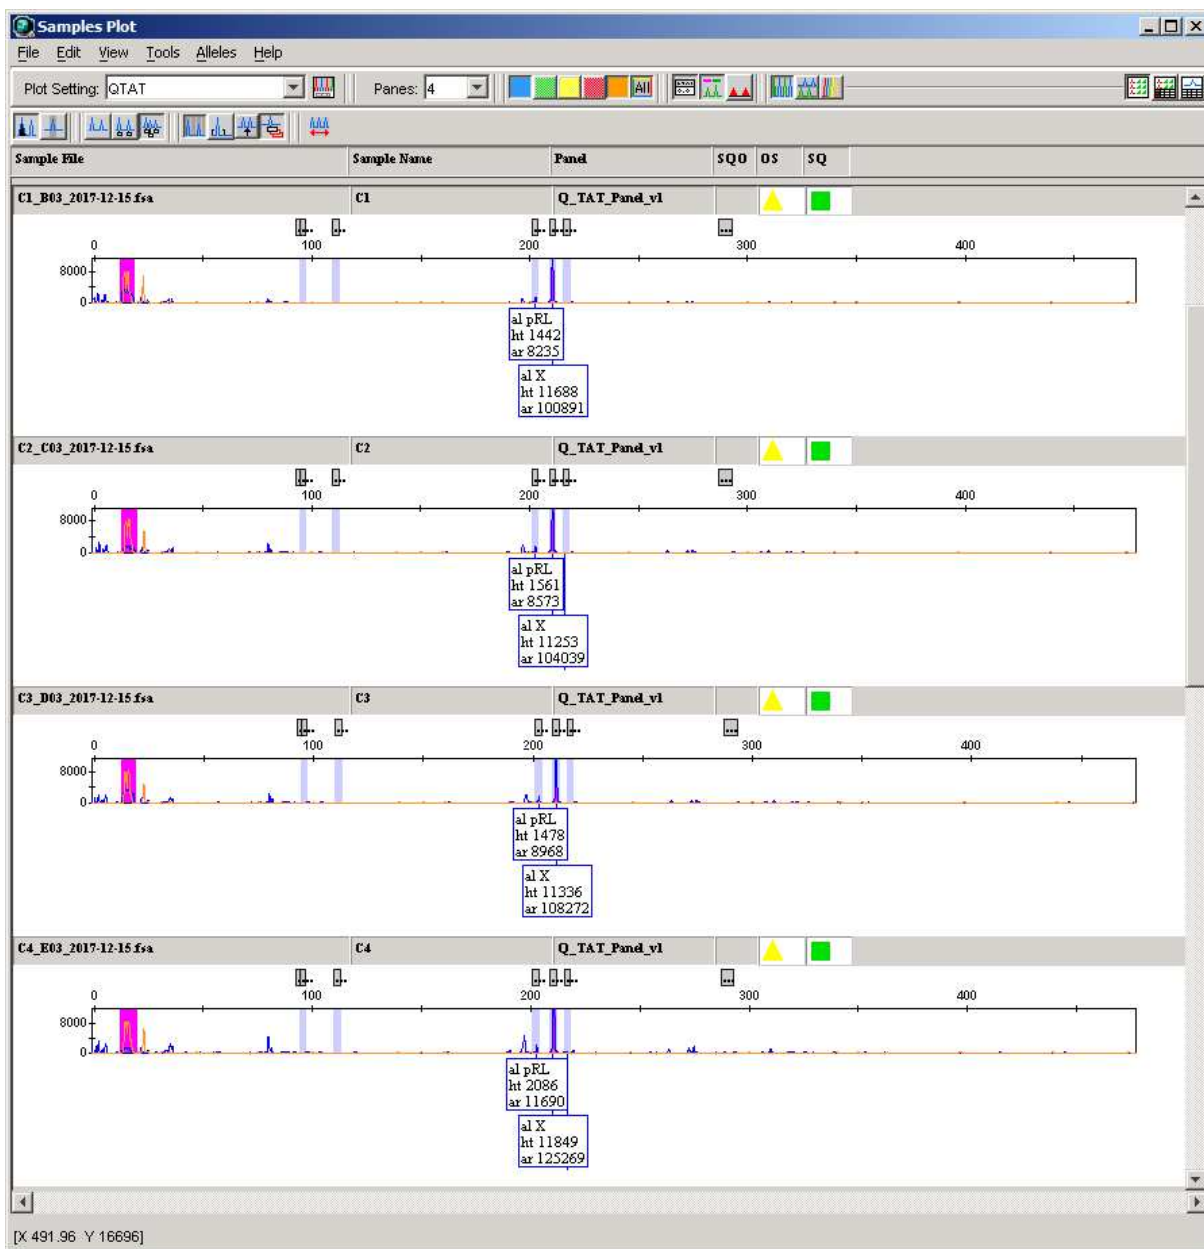 Samples Plot
File Edit View Tools Alleles Help
Plot Setting: QTAT Panes: 4 All
Sample File Sample Name Panel SQO OS SQ
C1_B03_2017-12-15.fsa C1 Q_TAT_Panel_v1
0 100 200 300 400
8000
0
al pRL
ht 1442
ar 8235
al X
ht 11688
ar 100891
C2_C03_2017-12-15.fsa C2 Q_TAT_Panel_v1
0 100 200 300 400
8000
0
al pRL
ht 1561
ar 8573
al X
ht 11253
ar 104039
C3_D03_2017-12-15.fsa C3 Q_TAT_Panel_v1
0 100 200 300 400
8000
0
al pRL
ht 1478
ar 8968
al X
ht 11336
ar 108272
C4_E03_2017-12-15.fsa C4 Q_TAT_Panel_v1
0 100 200 300 400
8000
0
al pRL
ht 2086
ar 11690
al X
ht 11849
ar 125269
[X 491.96 Y 16696]